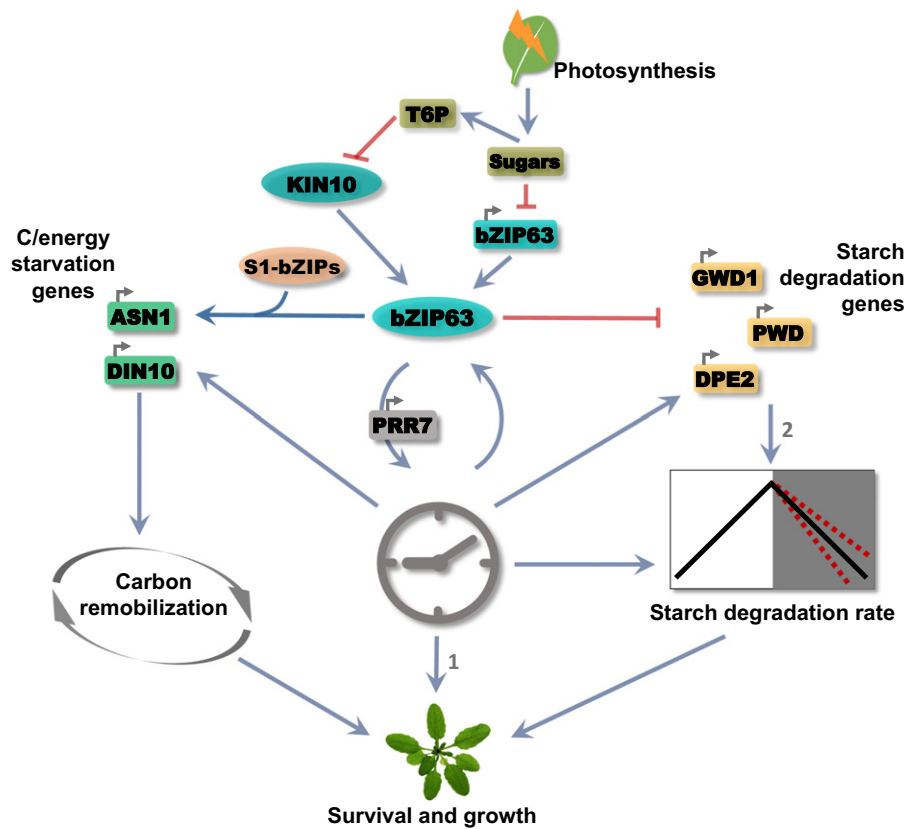 Photosynthesis
T6P
Sugars
KIN10
bZIP63
C/energy
starvation
genes
S1-bZIPs
Starch
degradation
genes
GWD1
ASN1
bZIP63
PWD
DIN10
DPE2
PRR7
2
Carbon
remobilization
Starch degradation rate
1
Survival and growth